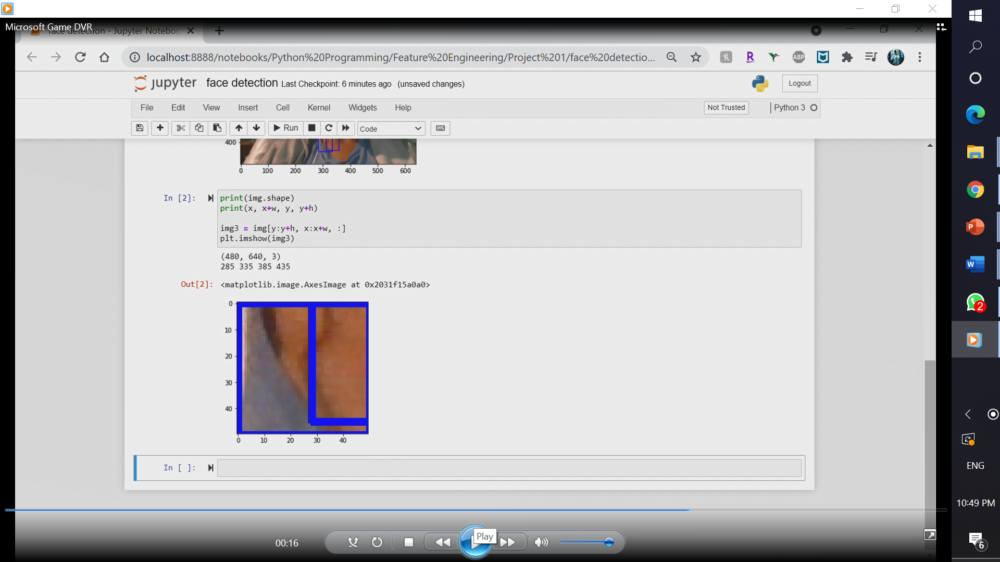 Microsoft Game DVR
face detection - Jupyter Noteboo
localhost:8888/notebooks/Python%20Programming/Feature%20Engineering/Project%201/face%20detectio...
ABP
jupyter face detection Last Checkpoint: 6 minutes ago (unsaved changes)
Logout
File Edit View Insert Cell Kernel Widgets Help
Not Trusted
Python 3
Run
Code
400
0 100 200 300 400 500 600
In [2]:
print(img.shape)
print(x, x+w, y, y+h)
img3 = img[y:y+h, x:x+w, :]
plt.imshow(img3)
(480, 640, 3)
285 335 385 435
Out[2]: <matplotlib.image.AxesImage at 0x2031f15a0a0>
0
10
20
30
40
0 10 20 30 40
In [ ]:
00:16
Play
2
ENG
10:49 PM
6